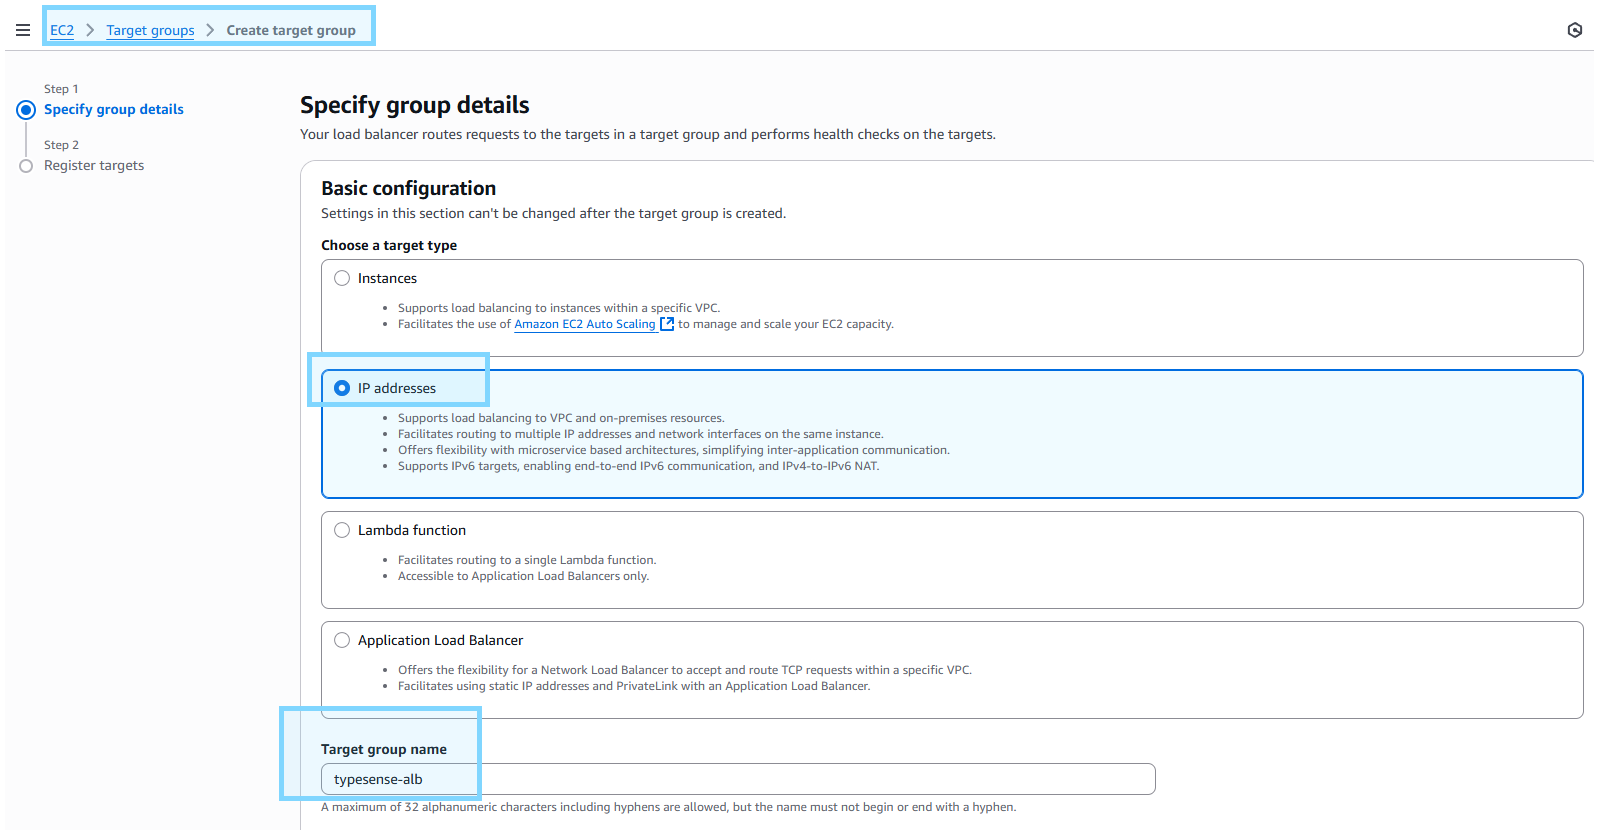 EC2 > Target groups > Create target group
Step 1
Specify group details
Step 2
Register targets
Specify group details
Your load balancer routes requests to the targets in a target group and performs health checks on the targets.
Basic configuration
Settings in this section can't be changed after the target group is created.
Choose a target type
Instances
• Supports load balancing to instances within a specific VPC.
• Facilitates the use of Amazon EC2 Auto Scaling to manage and scale your EC2 capacity.
IP addresses
• Supports load balancing to VPC and on-premises resources.
• Facilitates routing to multiple IP addresses and network interfaces on the same instance.
• Offers flexibility with microservice based architectures, simplifying inter-application communication.
• Supports IPv6 targets, enabling end-to-end IPv6 communication, and IPv4-to-IPv6 NAT.
Lambda function
• Facilitates routing to a single Lambda function.
• Accessible to Application Load Balancers only.
Application Load Balancer
• Offers the flexibility for a Network Load Balancer to accept and route TCP requests within a specific VPC.
• Facilitates using static IP addresses and PrivateLink with an Application Load Balancer.
Target group name
typesense-alb
A maximum of 32 alphanumeric characters including hyphens are allowed, but the name must not begin or end with a hyphen.